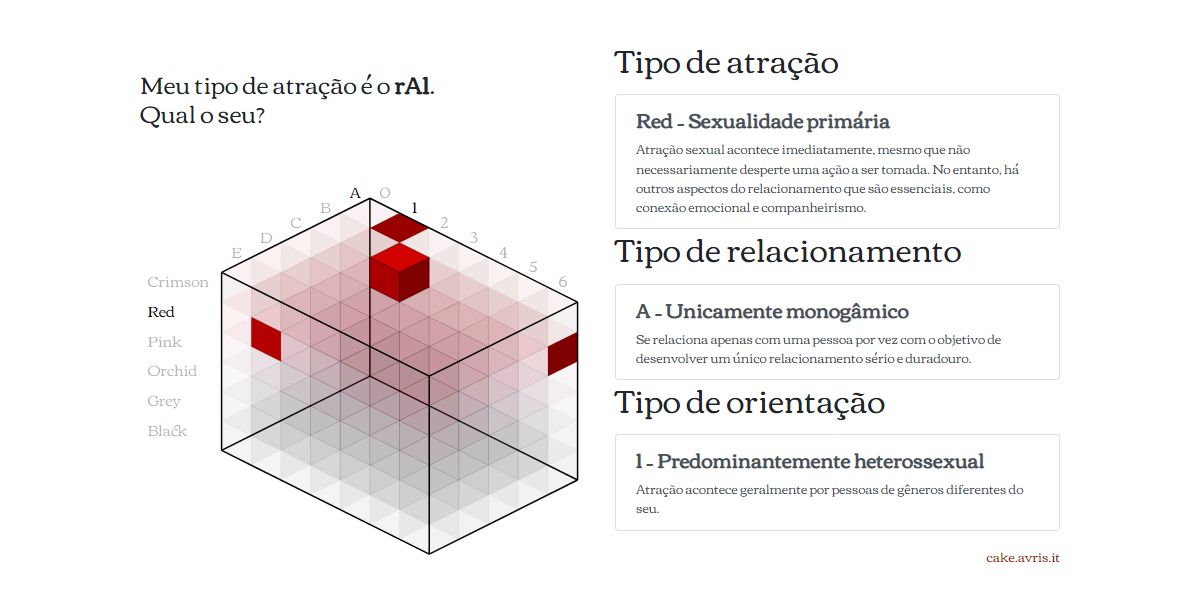 Meu tipo de atração é o rA1.
Qual o seu?
A
O
B
1
C
2
D
3
E
4
5
6
Crimson
Red
Pink
Orchid
Grey
Black
Tipo de atração
Red - Sexualidade primária
Atração sexual acontece imediatamente, mesmo que não
necessariamente desperte uma ação a ser tomada. No entanto, há
outros aspectos do relacionamento que são essenciais, como
conexão emocional e companheirismo.
Tipo de relacionamento
A - Unicamente monogâmico
Se relaciona apenas com uma pessoa por vez com o objetivo de
desenvolver um único relacionamento sério e duradouro.
Tipo de orientação
1 - Predominantemente heterossexual
Atração acontece geralmente por pessoas de gêneros diferentes do
seu.
cake.avris.it